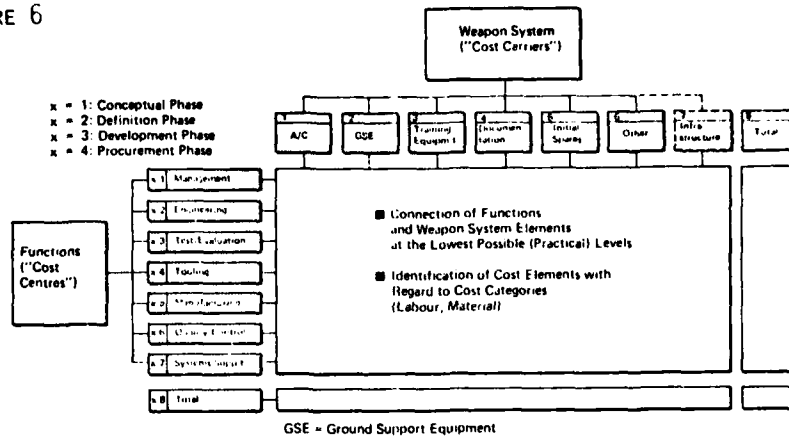 RE 6
Weapon System
("Cost Carriers")
x = 1: Conceptual Phase
x = 2: Definition Phase
x = 3: Development Phase
x = 4: Procurement Phase
1
A/C
2
GSE
3
Training
Equipment
4
Documen
tation
5
Initial
Spares
6
Other
7
Infra
structure
8
Total
Functions
("Cost
Centres")
x 1 Management
x 2 Engineering
x 3 Test/Evaluation
x 4 Tooling
Manufacturing
x 6 Quality Control
x 7 Systems Support
x 8 Total
■ Connection of Functions
and Weapon System Elements
at the Lowest Possible (Practical) Levels
■ Identification of Cost Elements with
Regard to Cost Categories
(Labour, Material)
GSE = Ground Support Equipment